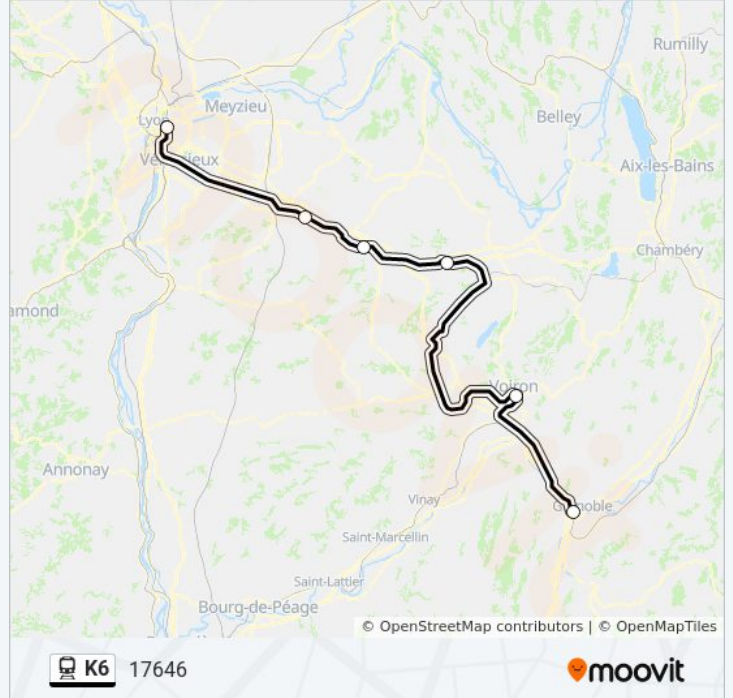 Rumilly
Meyzieu
Lyon
Belley
Vénissieux
Aix-les-Bains
Chambéry
amond
Voiron
Annonay
Vinay
Grenoble
Saint-Marcellin
Saint-Lattier
Bourg-de-Péage
© OpenStreetMap contributors | © OpenMapTiles
K6 17646 moovit